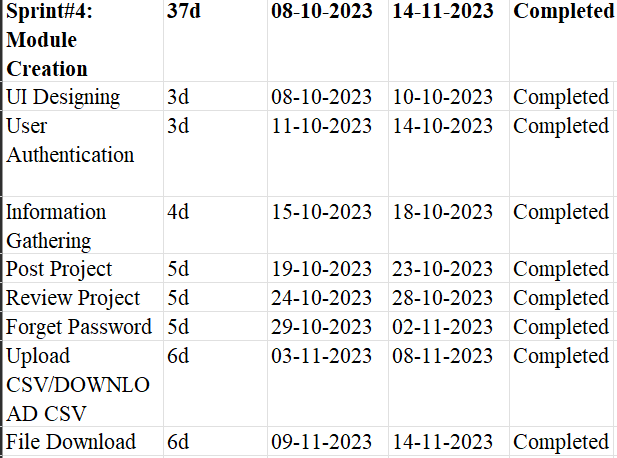 Sprint#4: 37d 08-10-2023 14-11-2023 Completed
Module
Creation
UI Designing 3d 08-10-2023 10-10-2023 Completed
User 3d 11-10-2023 14-10-2023 Completed
Authentication
Information 4d 15-10-2023 18-10-2023 Completed
Gathering
Post Project 5d 19-10-2023 23-10-2023 Completed
Review Project 5d 24-10-2023 28-10-2023 Completed
Forget Password 5d 29-10-2023 02-11-2023 Completed
Upload 6d 03-11-2023 08-11-2023 Completed
CSV/DOWNLO
AD CSV
File Download 6d 09-11-2023 14-11-2023 Completed